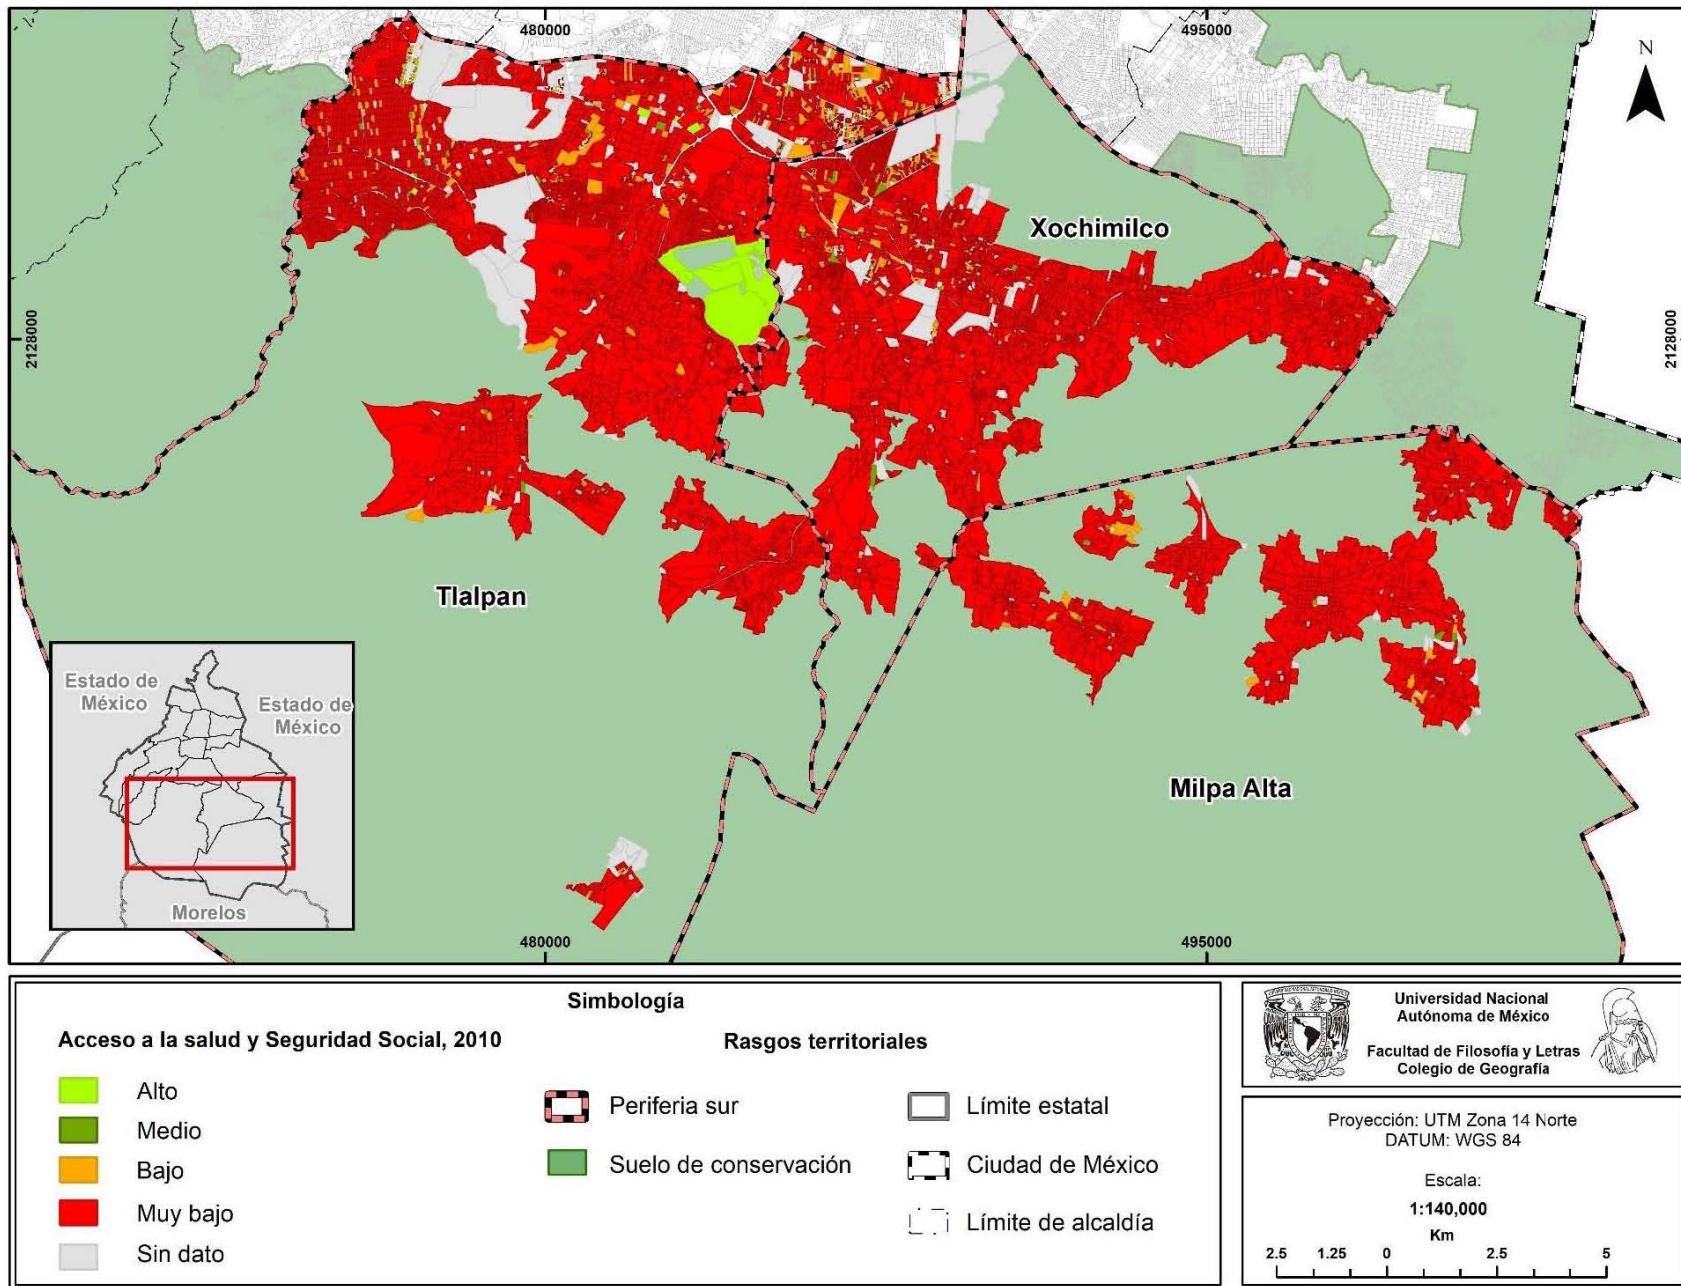 480000
495000
N
Xochimilco
2128000
2128000
Tlalpan
Milpa Alta
Estado de
México
Estado de
México
Morelos
480000
495000
Simbología
Acceso a la salud y Seguridad Social, 2010
Alto
Medio
Bajo
Muy bajo
Sin dato
Rasgos territoriales
Periferia sur
Suelo de conservación
Límite estatal
Ciudad de México
Límite de alcaldía
Universidad Nacional
Autónoma de México
Facultad de Filosofía y Letras
Colegio de Geografía
Proyección: UTM Zona 14 Norte
DATUM: WGS 84
Escala:
1:140,000
Km
2.5 1.25 0 2.5 5